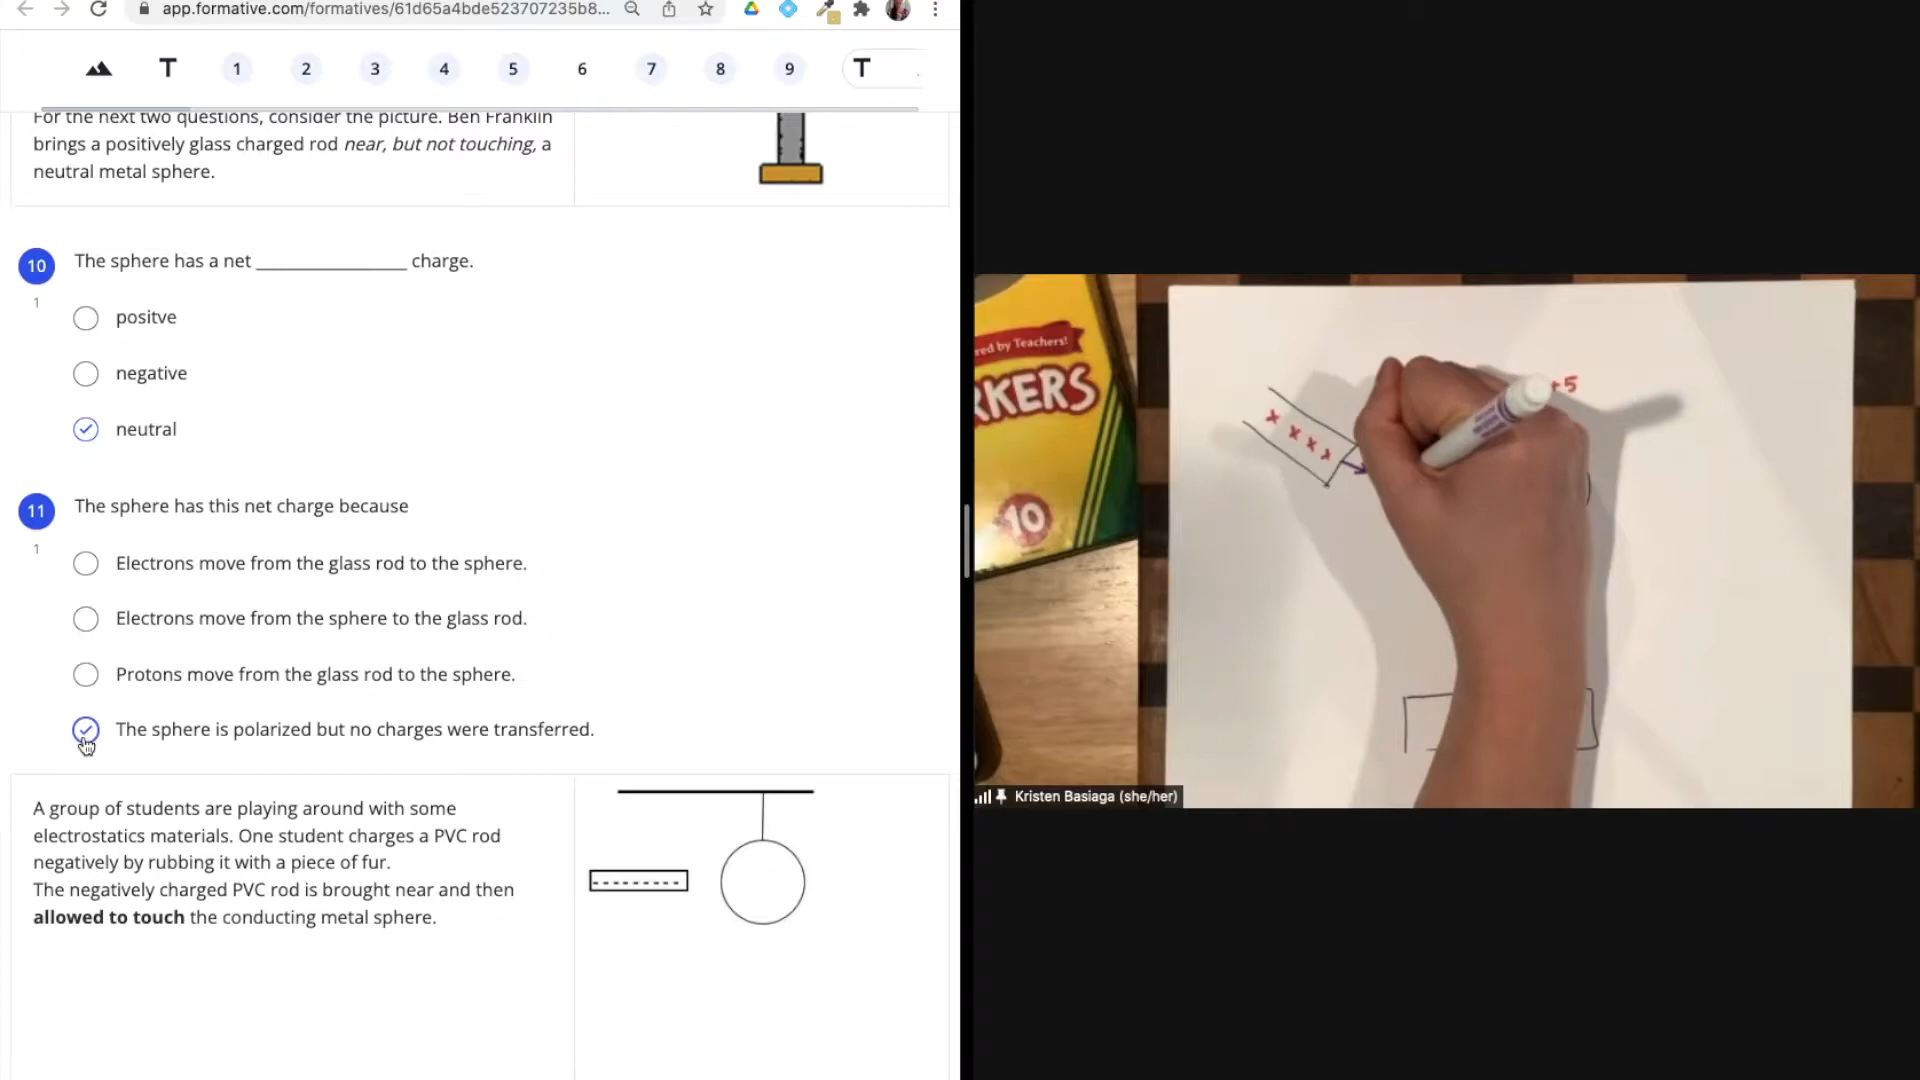 app.formative.com/formatives/61d65a4bde523707235b8...
T 1 2 3 4 5 6 7 8 9 T
For the next two questions, consider the picture. Ben Franklin
brings a positively glass charged rod near, but not touching, a
neutral metal sphere.
10 The sphere has a net ________________ charge.
1
positve
negative
neutral
11 The sphere has this net charge because
1
Electrons move from the glass rod to the sphere.
Electrons move from the sphere to the glass rod.
Protons move from the glass rod to the sphere.
The sphere is polarized but no charges were transferred.
A group of students are playing around with some
electrostatics materials. One student charges a PVC rod
negatively by rubbing it with a piece of fur.
The negatively charged PVC rod is brought near and then
allowed to touch the conducting metal sphere.
red by Teachers!
RKERS
10
+5
Kristen Basiaga (she/her)